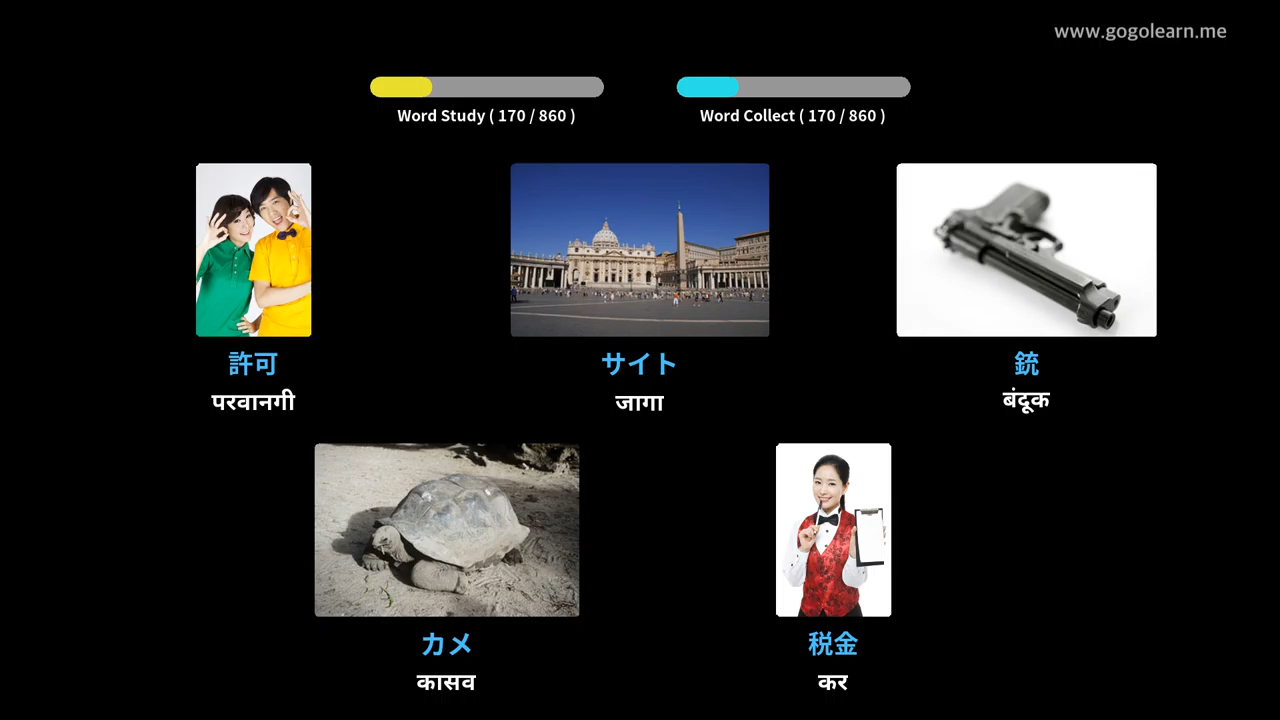 www.gogolearn.me
Word Study ( 170 / 860 )
Word Collect ( 170 / 860 )
許可
परवानगी
サイト
जागा
銃
बंदूक
カメ
कासव
税金
कर